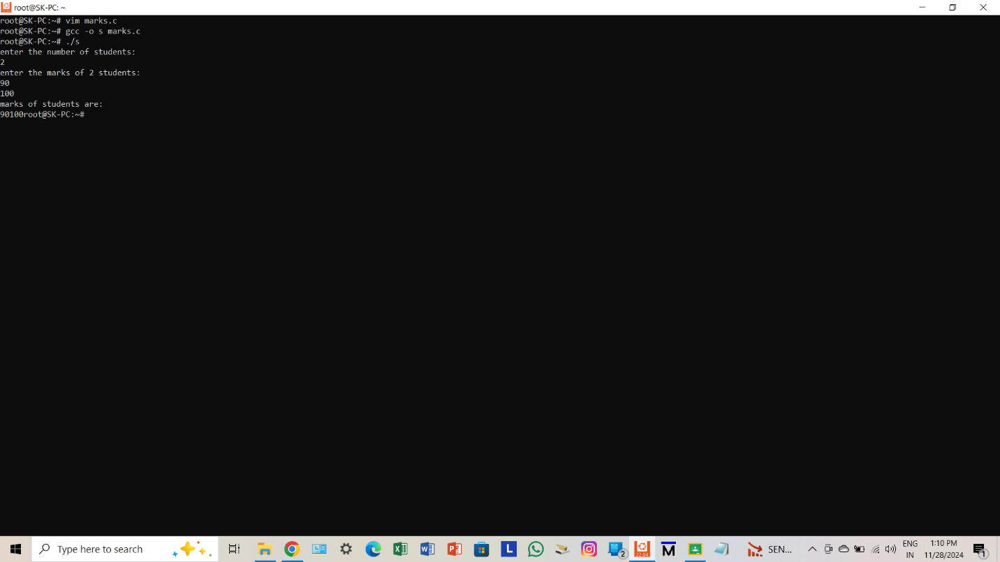 root@SK-PC: ~
root@SK-PC:~# vim marks.c
root@SK-PC:~# gcc -o s marks.c
root@SK-PC:~# ./s
enter the number of students:
2
enter the marks of 2 students:
90
100
marks of students are:
90100root@SK-PC:~#
Type here to search
L
22.04
2
M
SEN...
ENG
IN
1:10 PM
11/28/2024
1